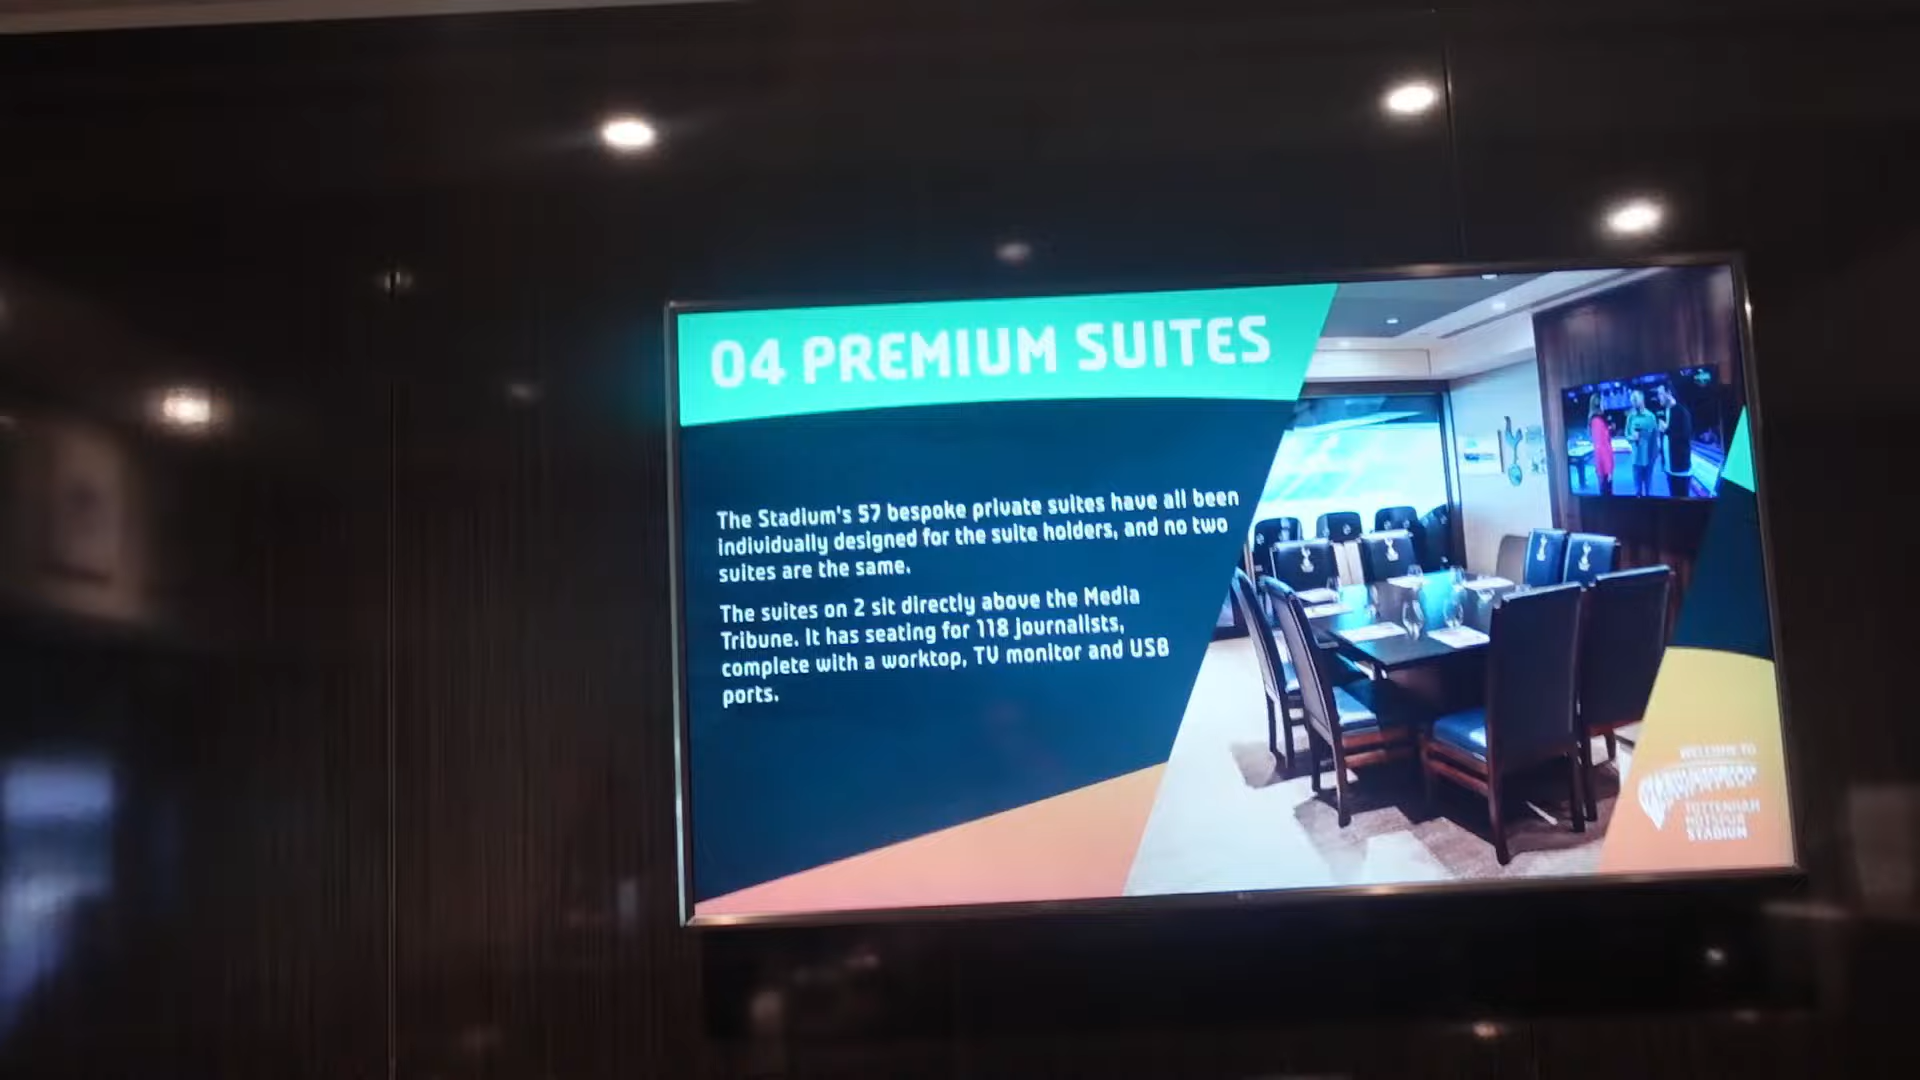 04 PREMIUM SUITES
The Stadium's 57 bespoke private suites have all been
individually designed for the suite holders, and no two
suites are the same.
The suites on 2 sit directly above the Media
Tribune. It has seating for 118 journalists,
complete with a worktop, TV monitor and USB
ports.
WELCOME TO
TOTTENHAM
HOTSPUR
STADIUM